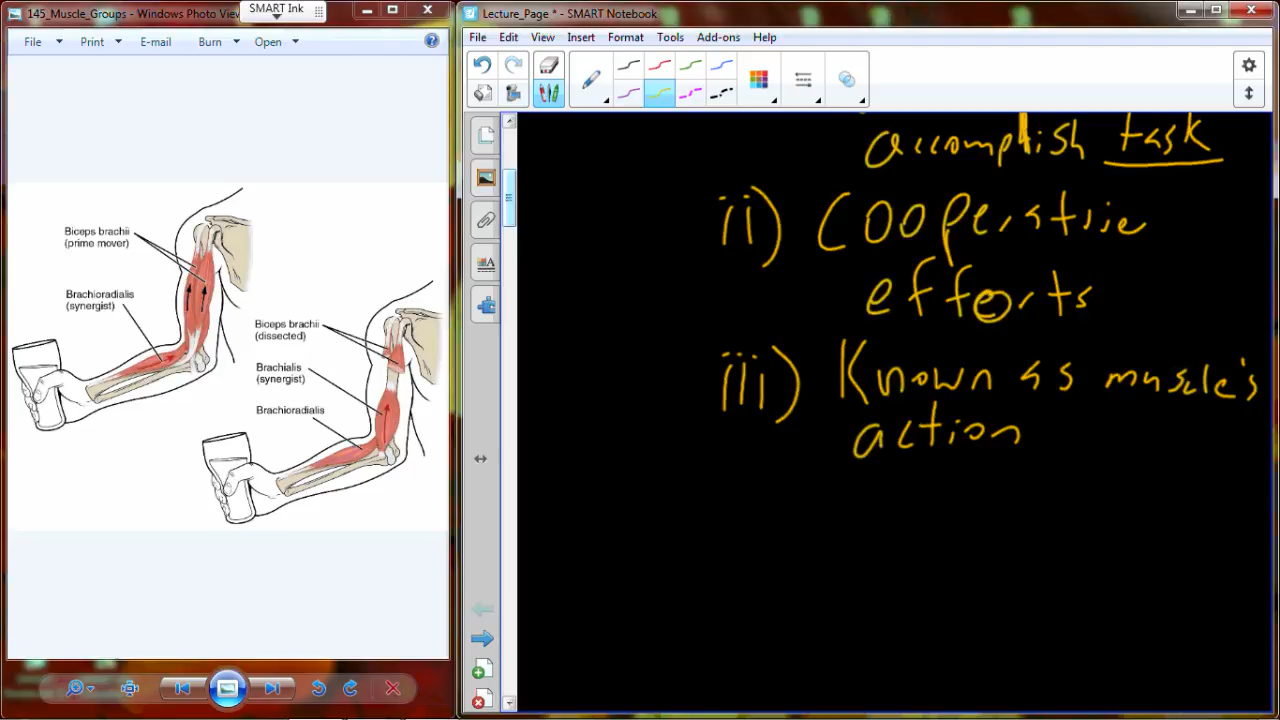 145_Muscle_Groups - Windows Photo View
SMART Ink
File Print E-mail Burn Open
Biceps brachii
(prime mover)
Brachioradialis
(synergist)
Biceps brachii
(dissected)
Brachialis
(synergist)
Brachioradialis
Lecture_Page * - SMART Notebook
File Edit View Insert Format Tools Add-ons Help
accomplish task
ii) Cooperative
efforts
iii) Known as muscle's
action